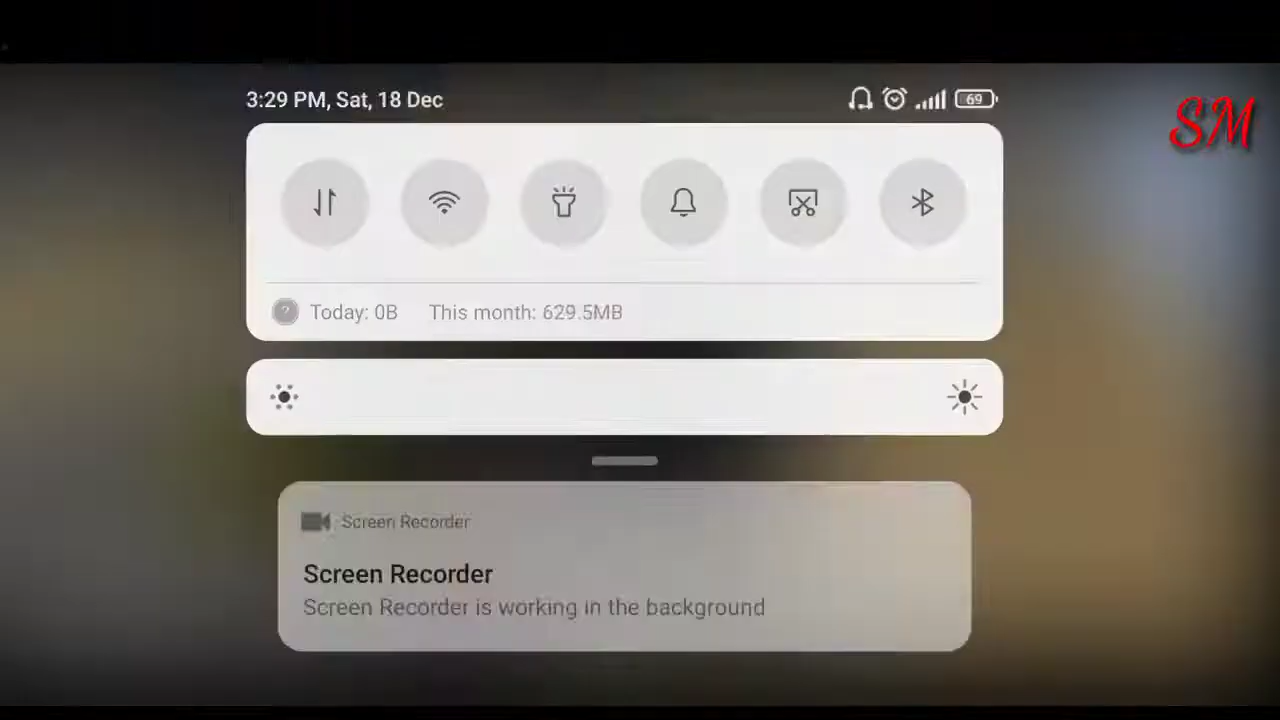 3:29 PM, Sat, 18 Dec
69
SM
Today: 0B This month: 629.5MB
Screen Recorder
Screen Recorder
Screen Recorder is working in the background